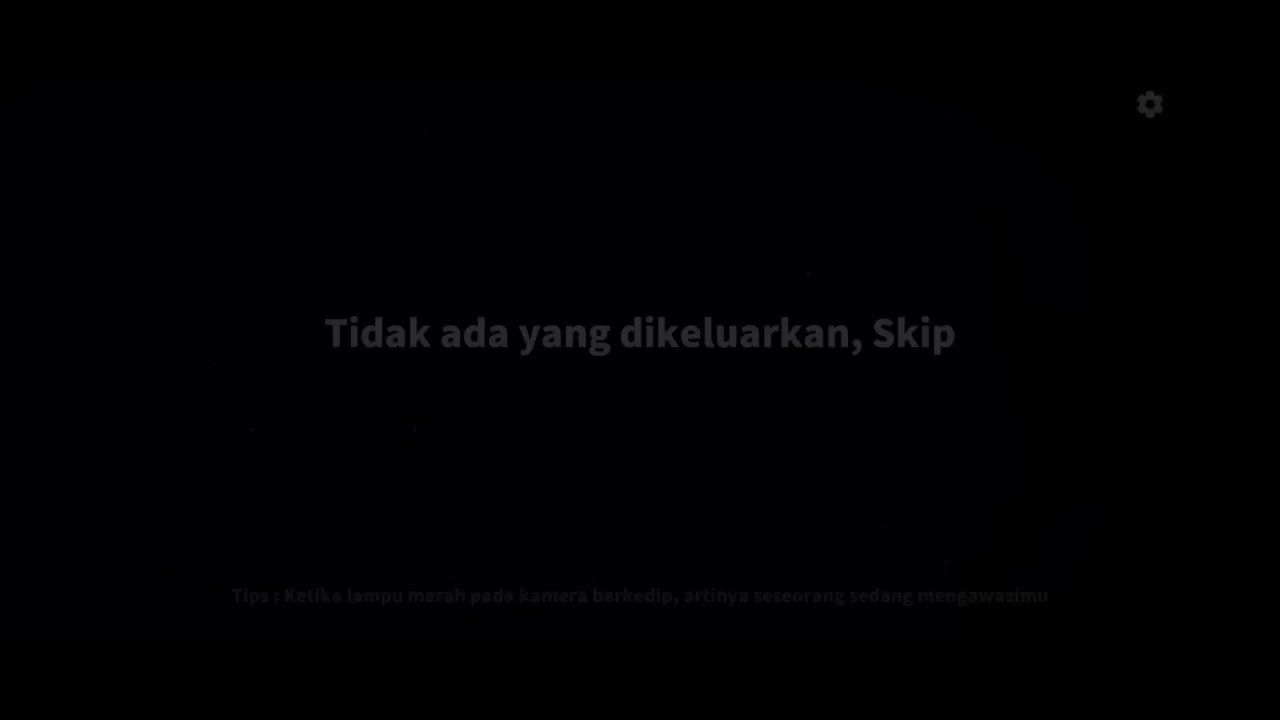 Tidak ada yang dikeluarkan, Skip
Tips : Ketika lampu merah pada kamera berkedip, artinya seseorang sedang mengawasimu